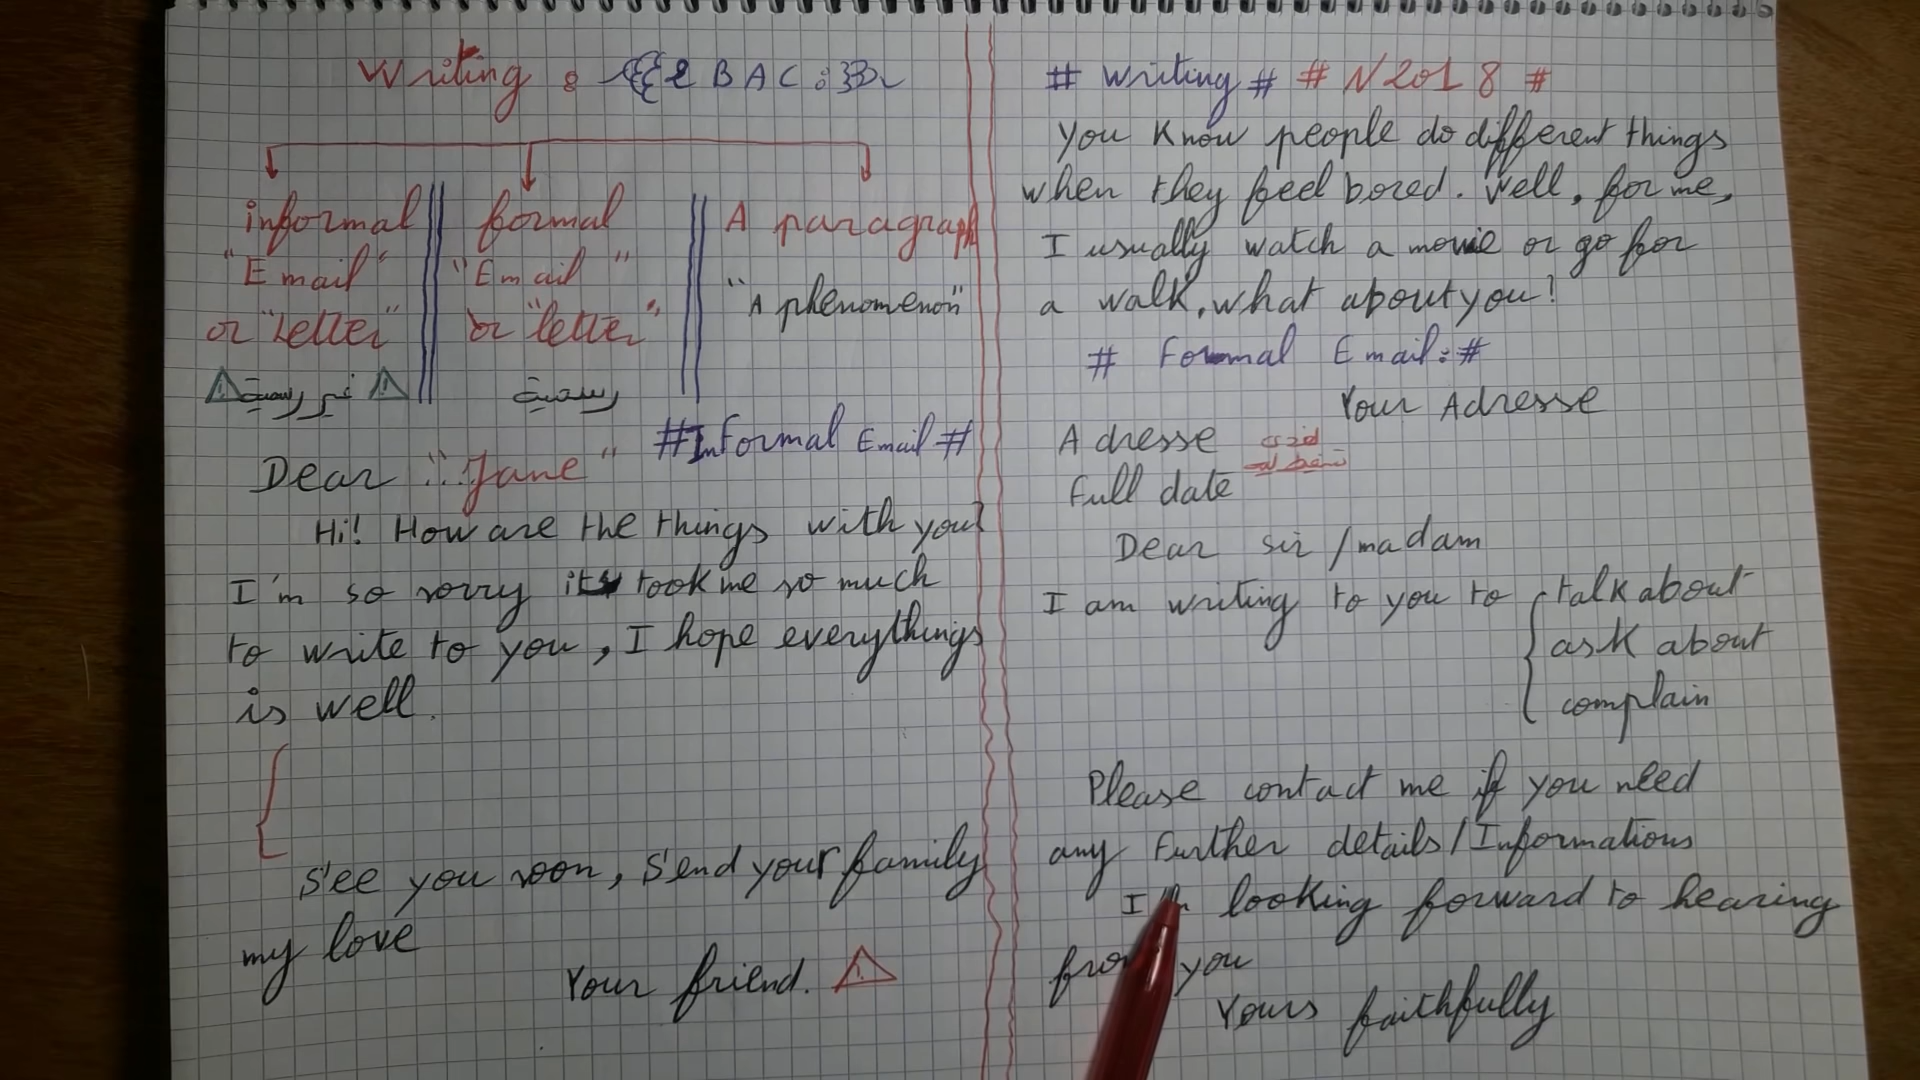 Writing : 2 BAC :
informal
"Email"
or "Letter"
غير رسمية
formal
"Email"
or "letter"
رسمية
A paragraph
"A phenomenon"
#Informal Email #
Dear "Jane"
Hi! How are the things with you?
I'm so sorry it took me so much
to write to you, I hope everythings
is well.
See you soon, Send your family
my love
Your friend.
# Writing # # N2018 #
You Know people do different things
when they feel bored. Well, for me,
I usually watch a movie or go for
a walk, what about you!
# Formal Email: #
Your Adresse
Adresse
Full date
Dear sir / madam
I am writing to you to talk about
ask about
complain
Please contact me if you need
any Further details / Informations
looking forward to hearing
you
Yours faithfully